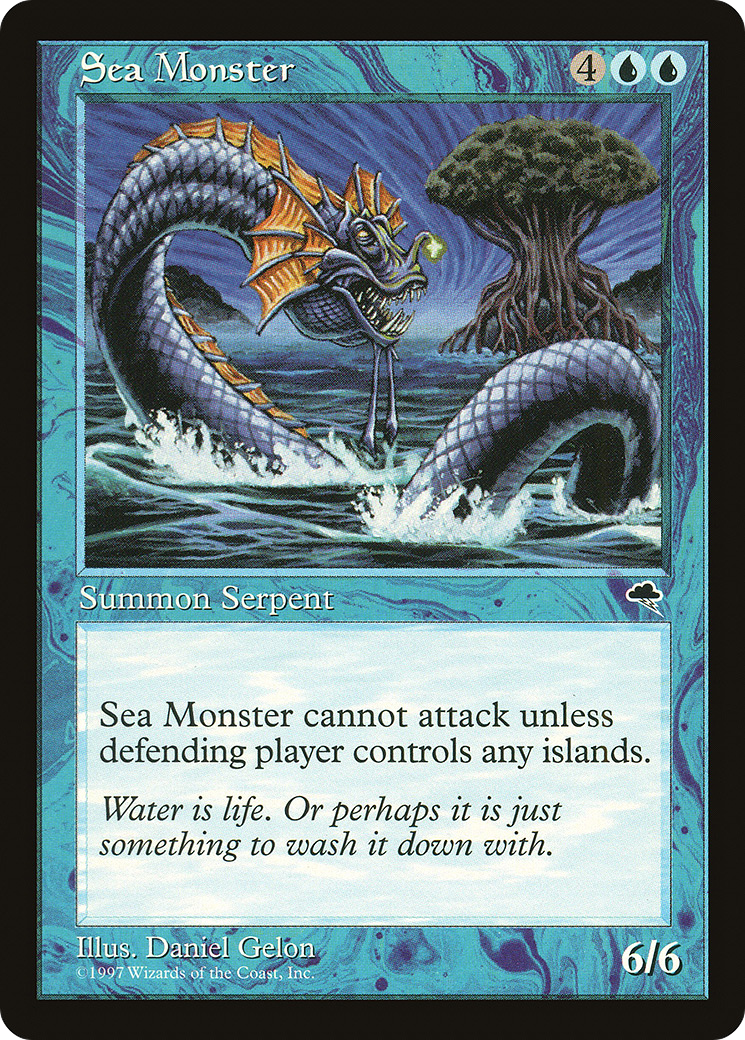 Sea Monster
4
Summon Serpent
Sea Monster cannot attack unless
defending player controls any islands.
Water is life. Or perhaps it is just
something to wash it down with.
Illus. Daniel Gelon
©1997 Wizards of the Coast, Inc.
6/6